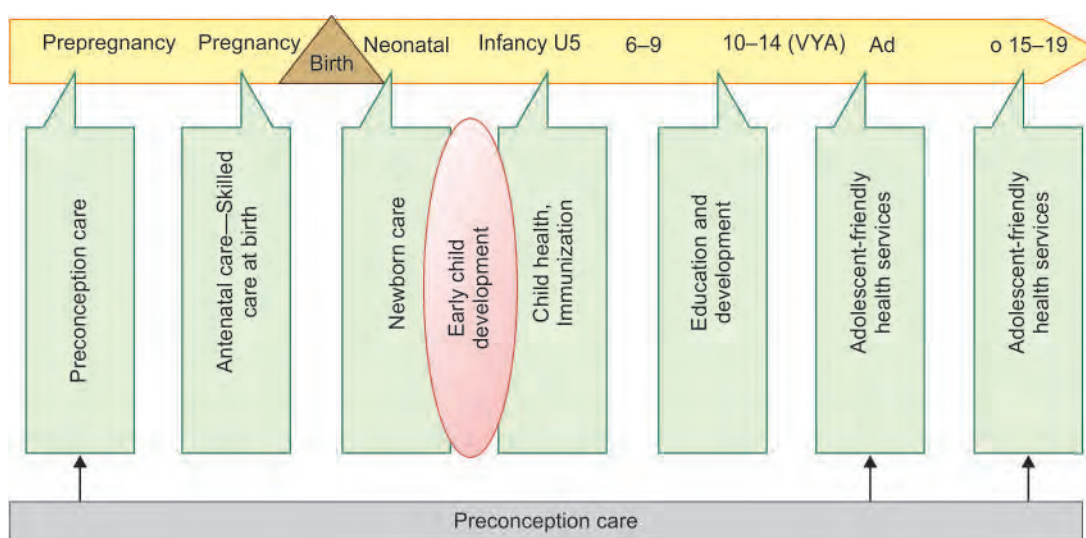 Prepregnancy
Pregnancy
Birth
Neonatal
Infancy U5
6–9
10–14 (VYA)
Ad
o 15–19
Preconception care
Antenatal care—Skilled
care at birth
Newborn care
Early child
development
Child health,
Immunization
Education and
development
Adolescent-friendly
health services
Adolescent-friendly
health services
Preconception care